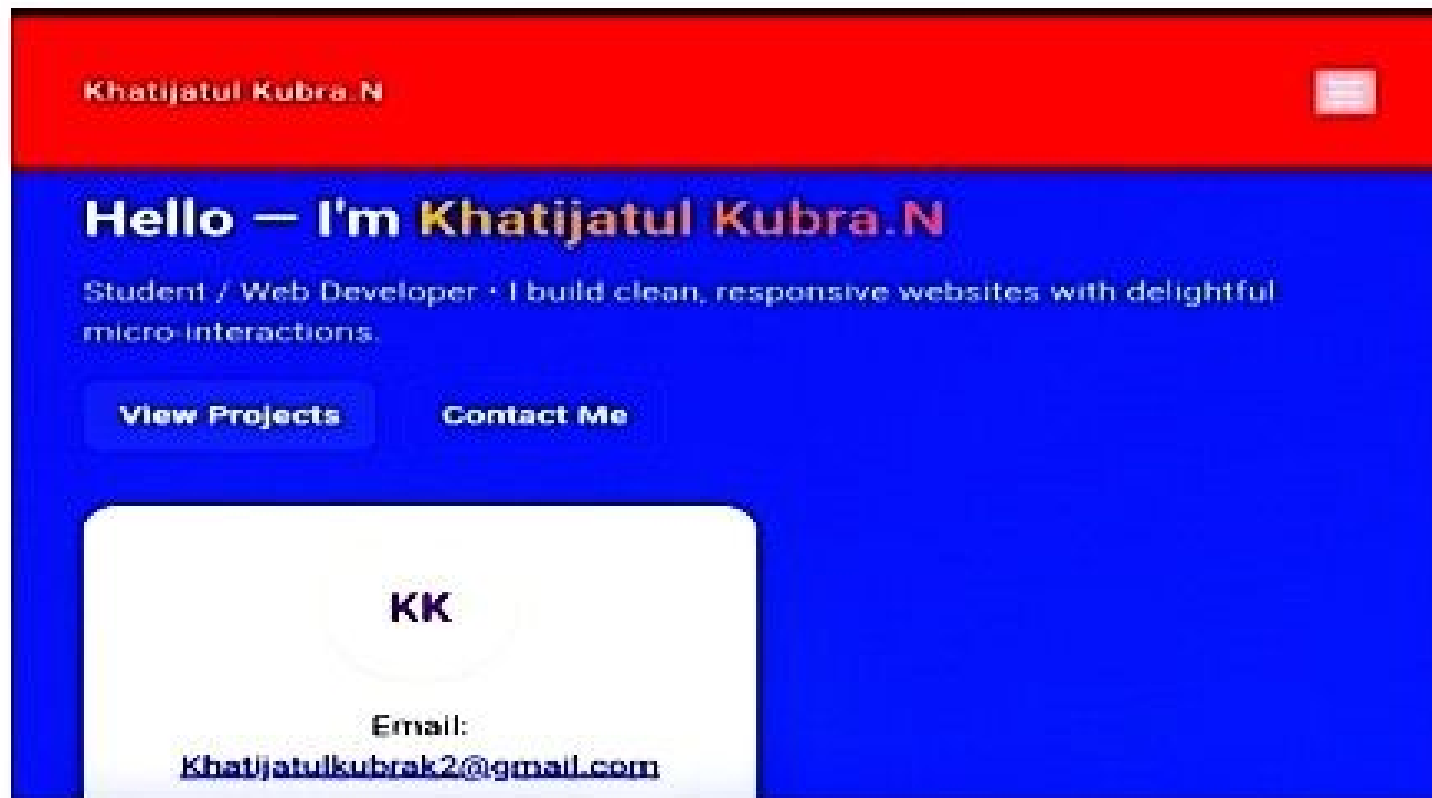 Khatijatul Kubra.N
Hello — I'm Khatijatul Kubra.N
Student / Web Developer • I build clean, responsive websites with delightful
micro-interactions.
View Projects
Contact Me
KK
Email:
Khatijatulkubrak2@gmail.com